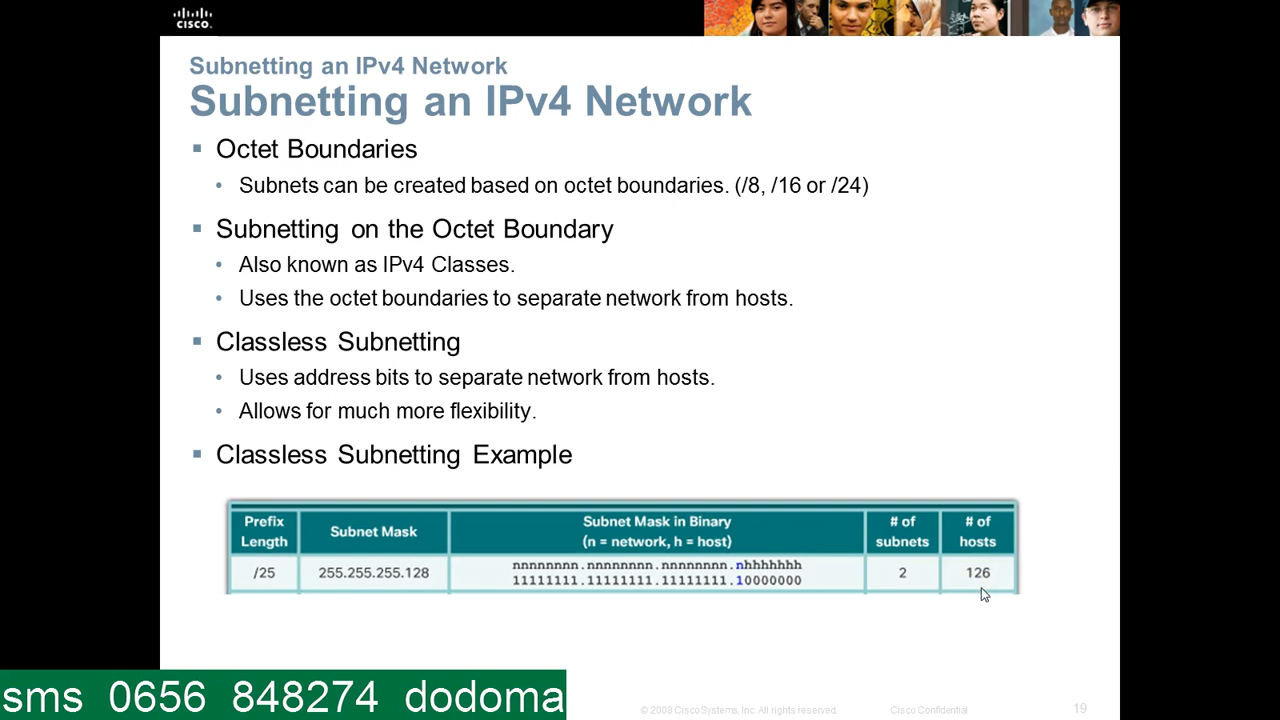 CISCO.
Subnetting an IPv4 Network
Subnetting an IPv4 Network
▪ Octet Boundaries
• Subnets can be created based on octet boundaries. (/8, /16 or /24)
▪ Subnetting on the Octet Boundary
• Also known as IPv4 Classes.
• Uses the octet boundaries to separate network from hosts.
▪ Classless Subnetting
• Uses address bits to separate network from hosts.
• Allows for much more flexibility.
▪ Classless Subnetting Example
Prefix Length Subnet Mask Subnet Mask in Binary (n = network, h = host) # of subnets # of hosts
/25 255.255.255.128 nnnnnnnn.nnnnnnnn.nnnnnnnn.nhhhhhhh 2 126
11111111.11111111.11111111.10000000
sms 0656 848274 dodoma
© 2008 Cisco Systems, Inc. All rights reserved. Cisco Confidential 19